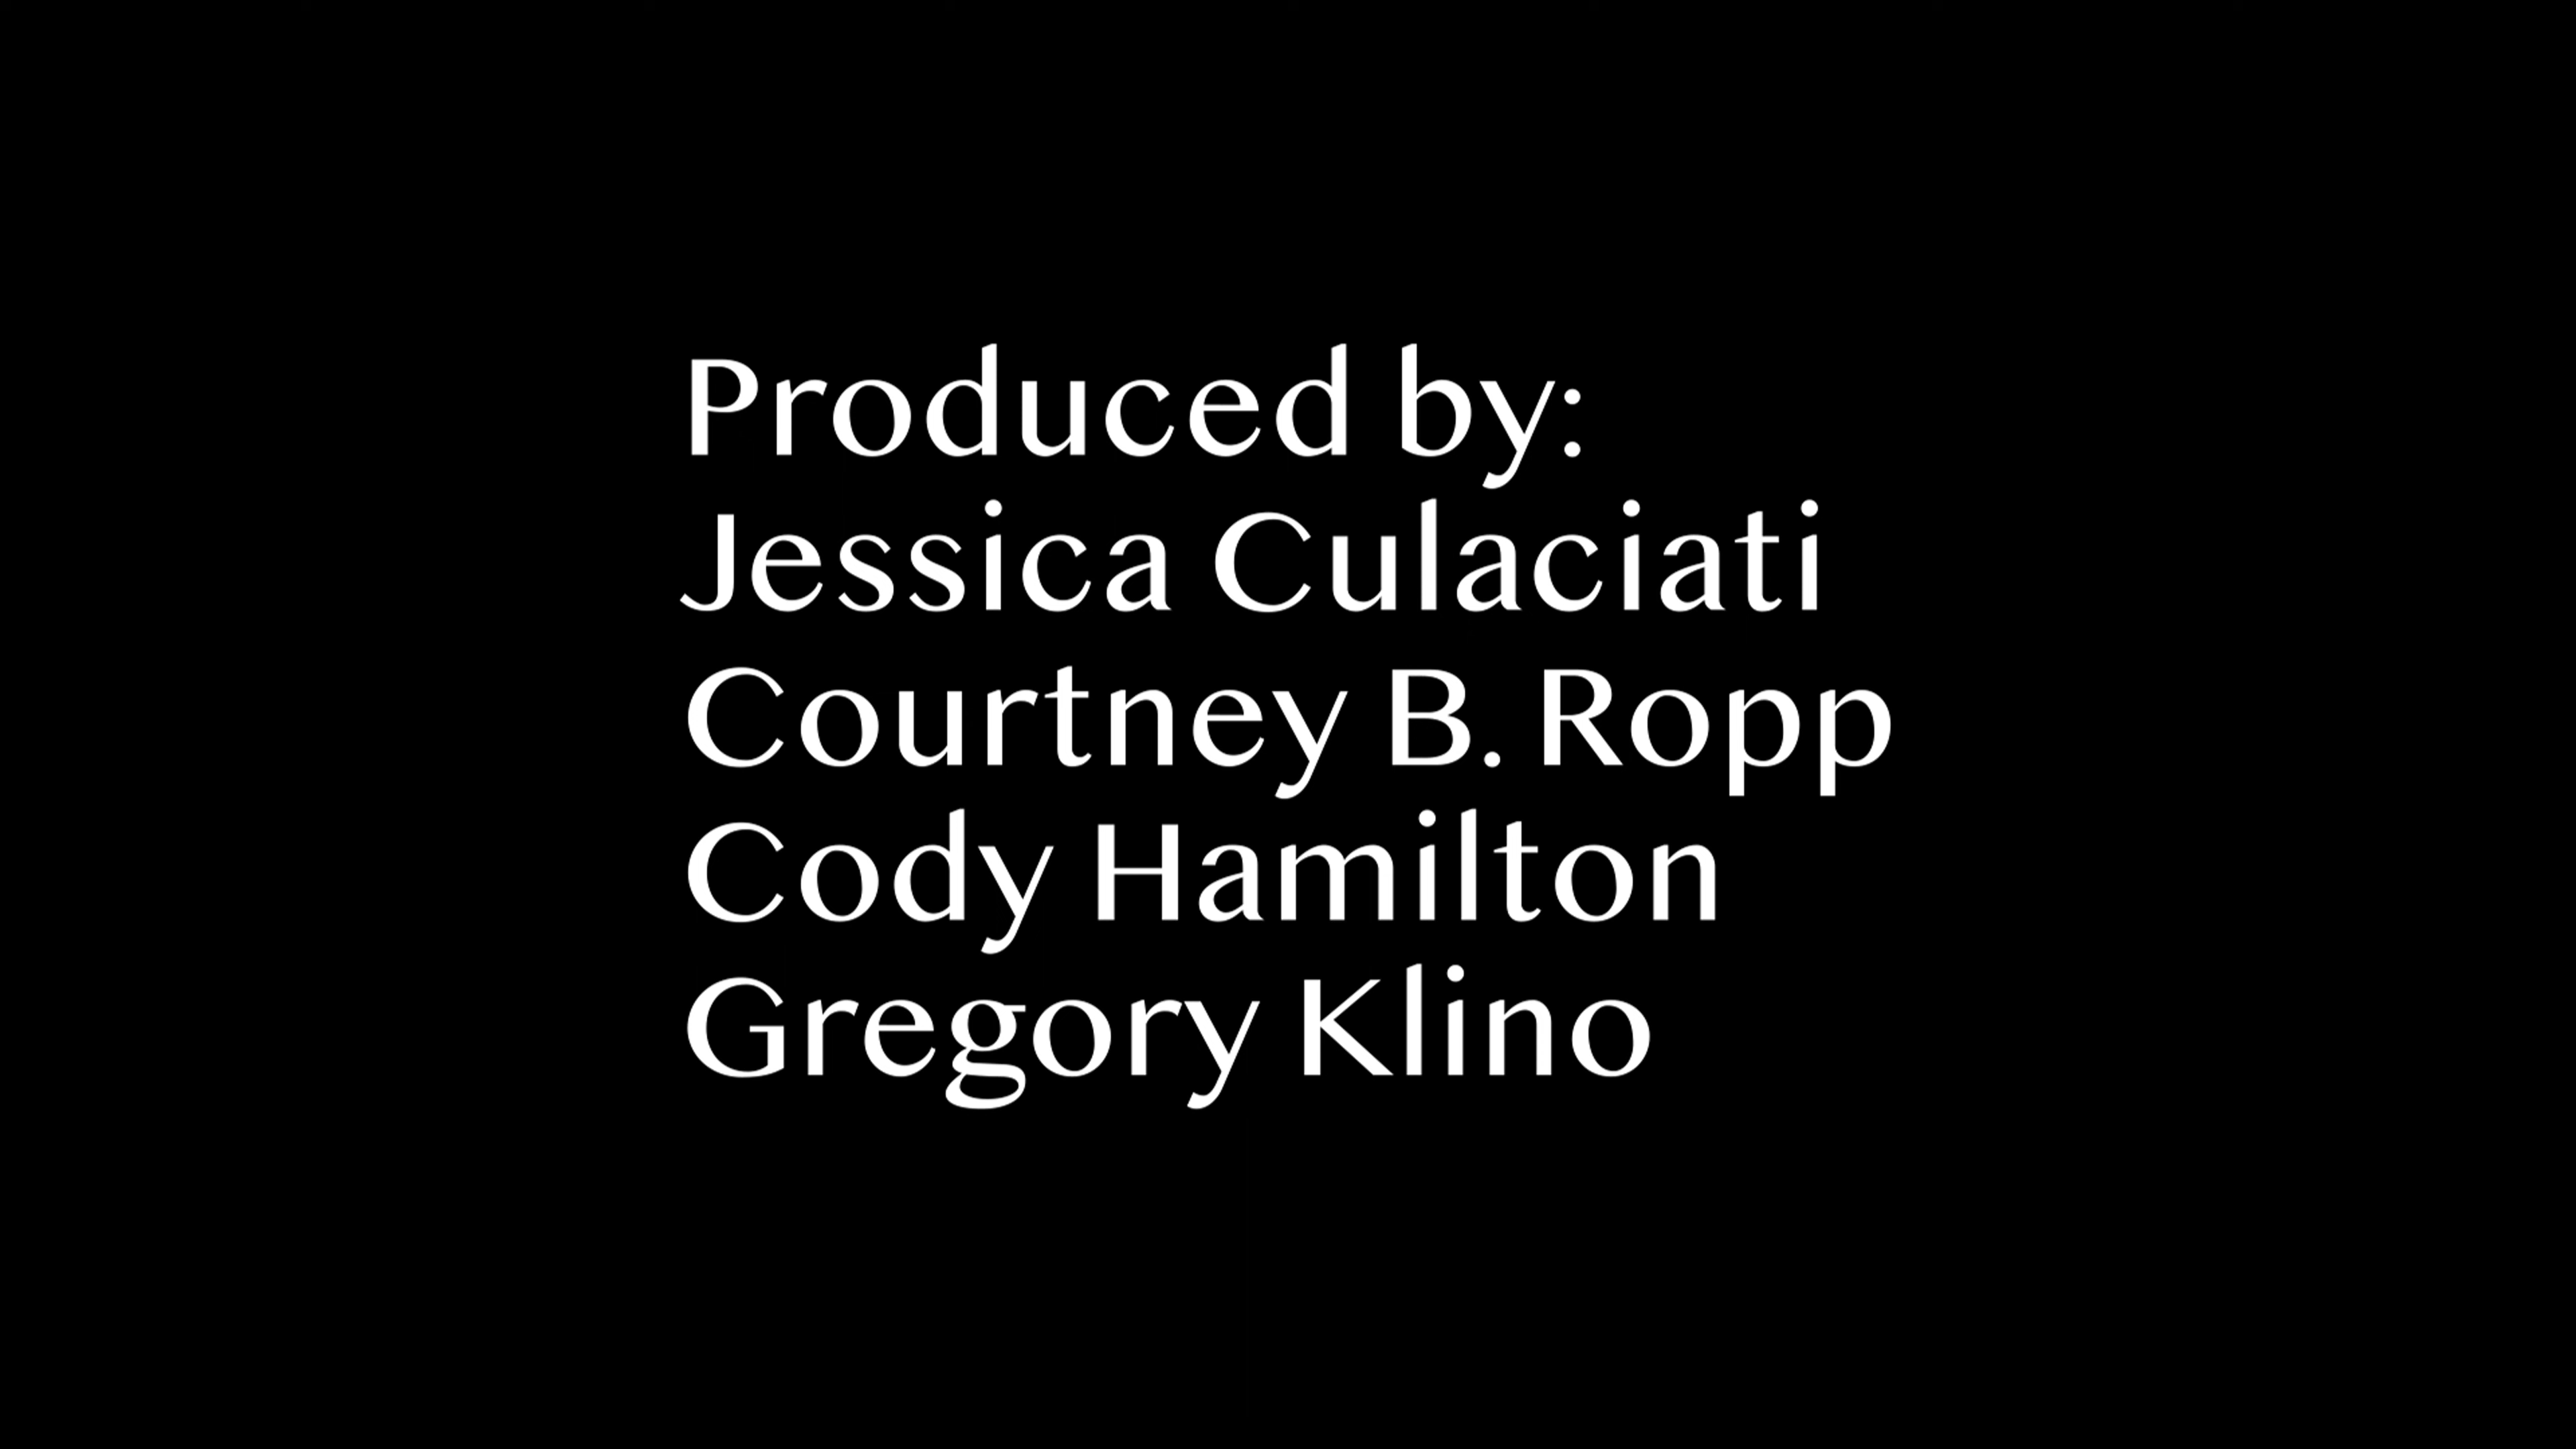 Produced by:
Jessica Culaciati
Courtney B. Ropp
Cody Hamilton
Gregory Klino